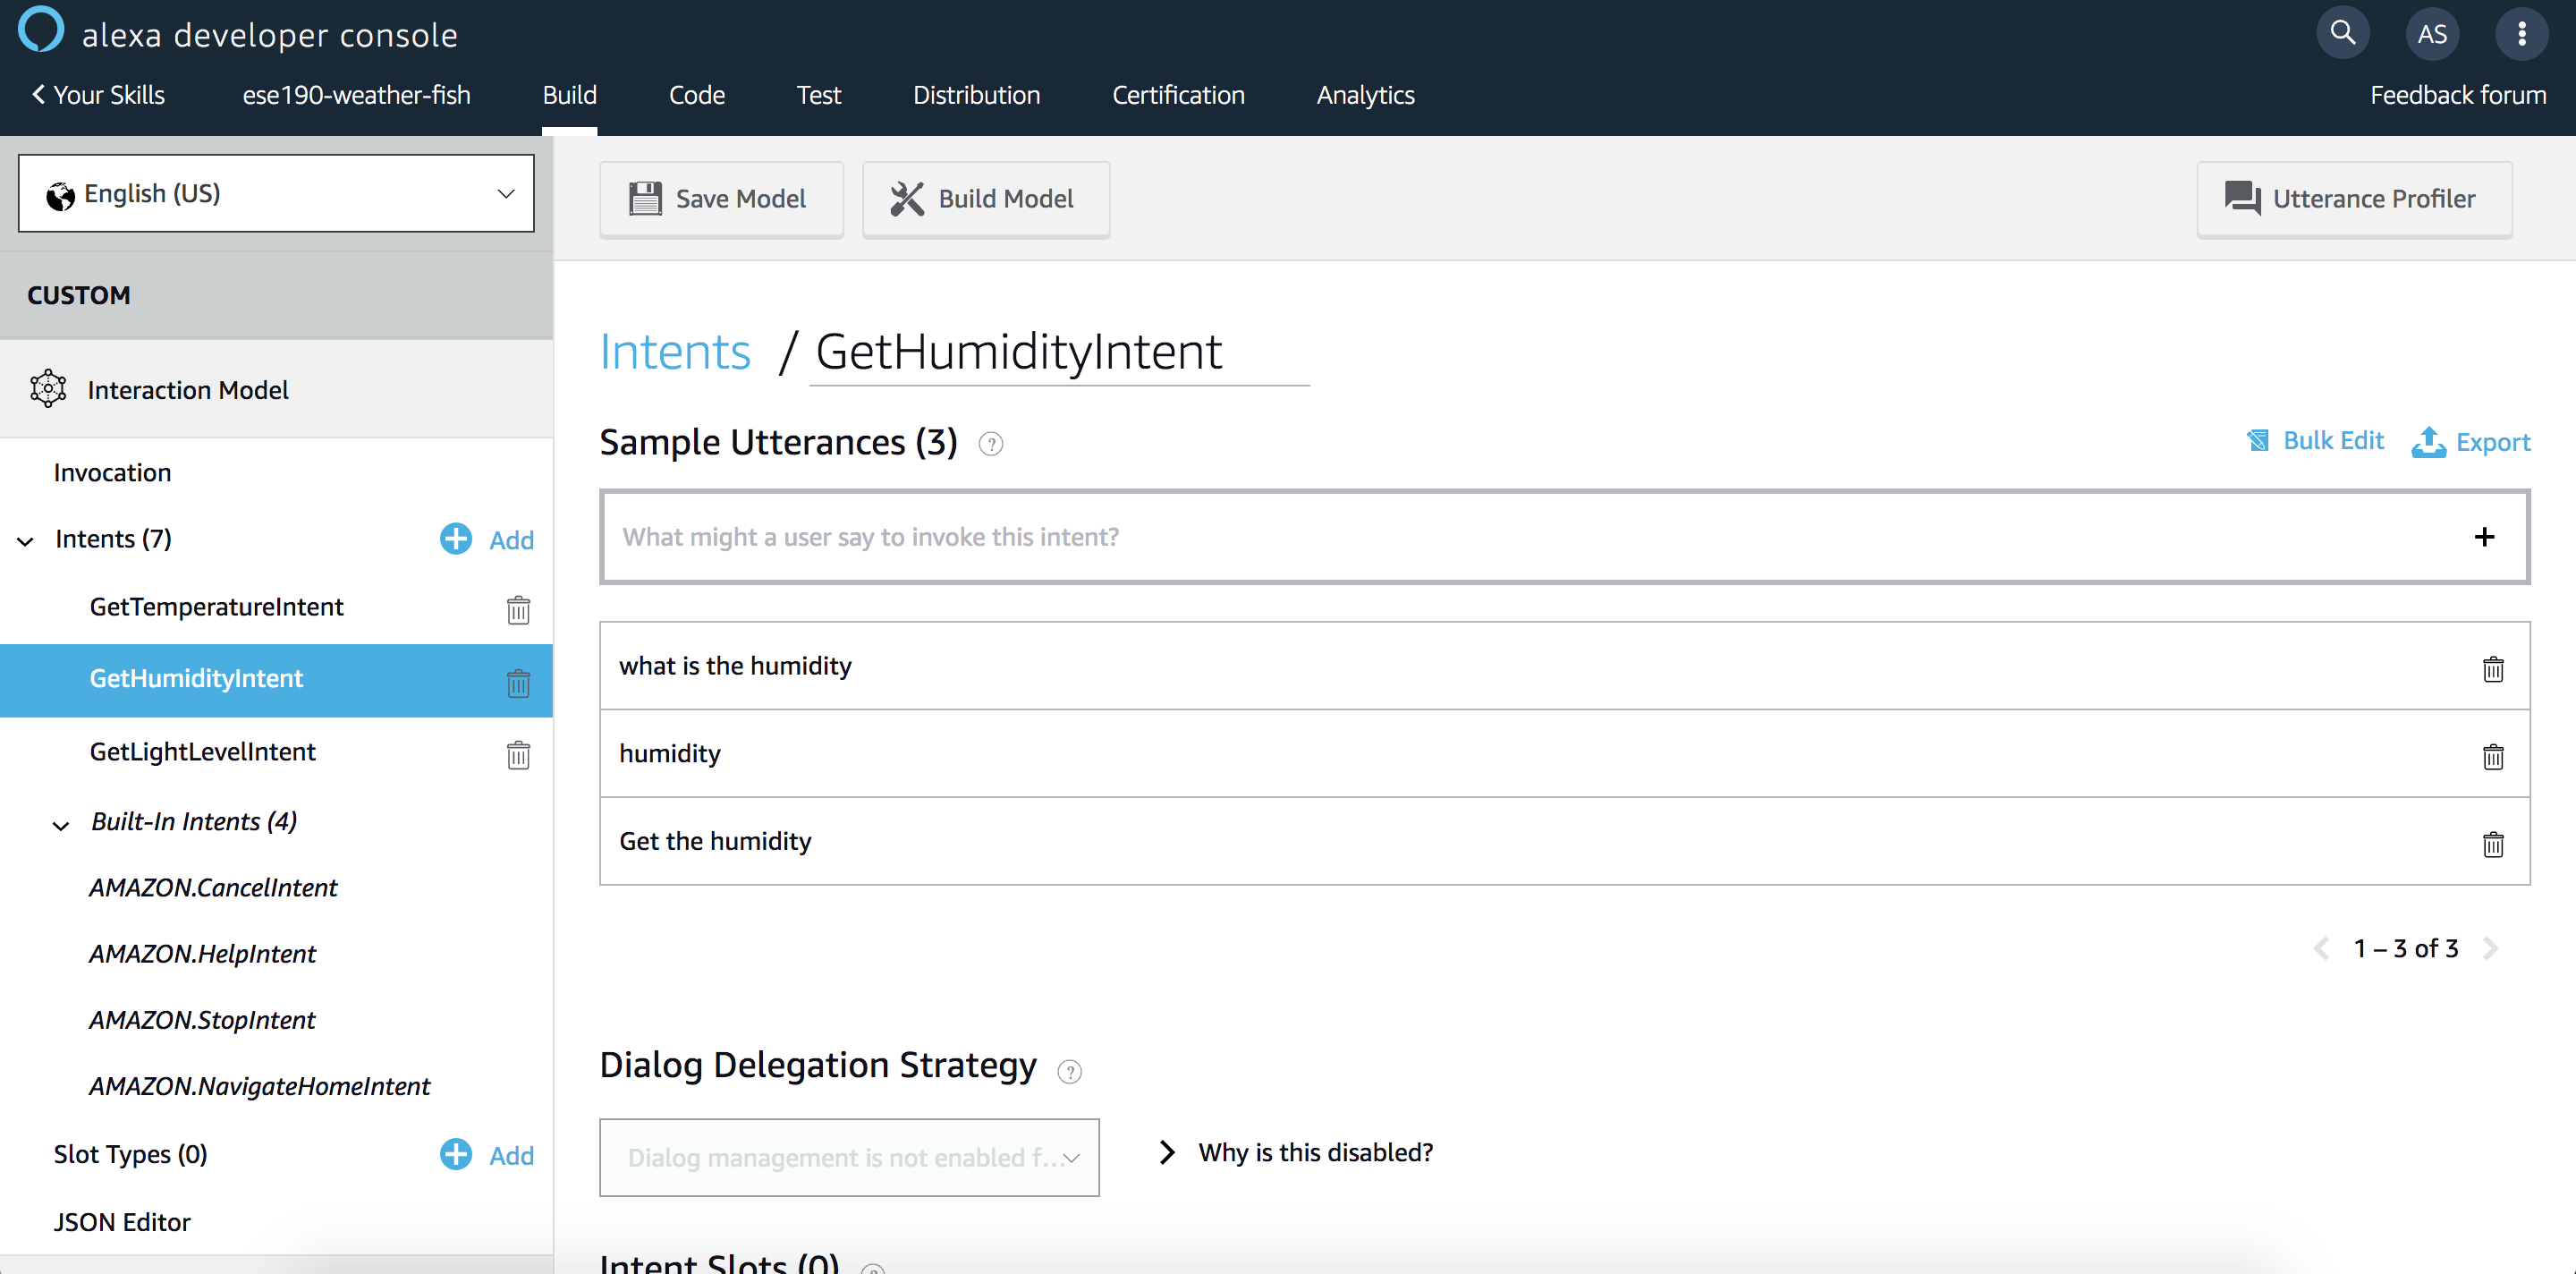 alexa developer console
AS
Your Skills
ese190-weather-fish
Build
Code
Test
Distribution
Certification
Analytics
Feedback forum
English (US)
CUSTOM
Interaction Model
Invocation
Intents (7)
Add
GetTemperatureIntent
GetHumidityIntent
GetLightLevelIntent
Built-In Intents (4)
AMAZON.CancelIntent
AMAZON.HelpIntent
AMAZON.StopIntent
AMAZON.NavigateHomeIntent
Slot Types (0)
Add
JSON Editor
Save Model
Build Model
Utterance Profiler
Intents / GetHumidityIntent
Sample Utterances (3) ?
Bulk Edit
Export
What might a user say to invoke this intent?
what is the humidity
humidity
Get the humidity
1 – 3 of 3
Dialog Delegation Strategy ?
Dialog management is not enabled f...
Why is this disabled?
Intent Slots (0) ?